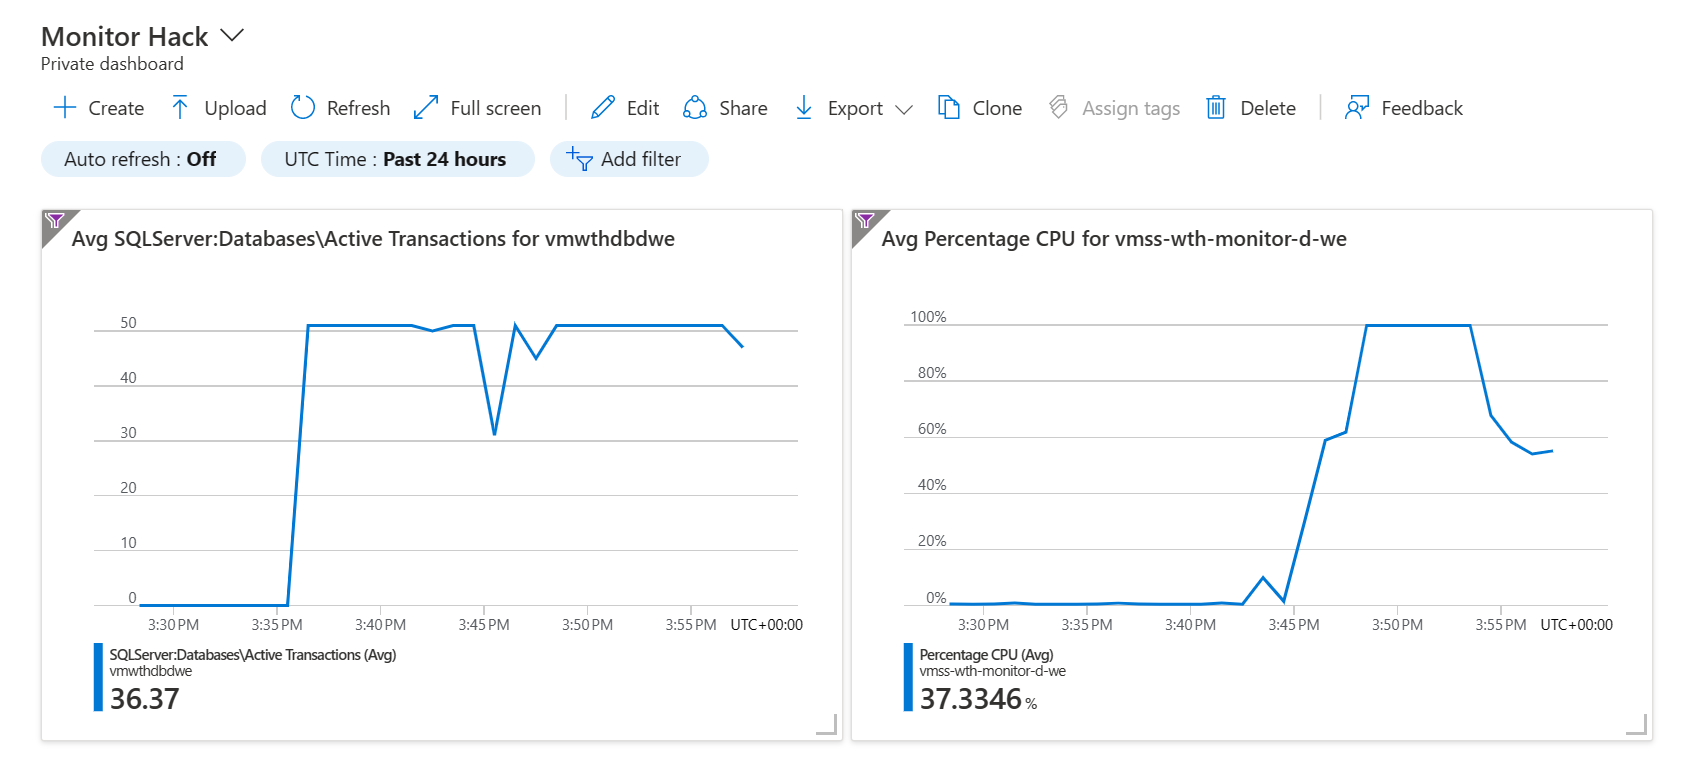 Monitor Hack
Private dashboard
Create Upload Refresh Full screen Edit Share Export Clone Assign tags Delete Feedback
Auto refresh : Off UTC Time : Past 24 hours Add filter
Avg SQLServer:Databases\Active Transactions for vmwthdbdwe
50
40
30
20
10
0
3:30 PM 3:35 PM 3:40 PM 3:45 PM 3:50 PM 3:55 PM UTC+00:00
SQLServer:Databases\Active Transactions (Avg)
vmwthdbdwe
36.37
Avg Percentage CPU for vmss-wth-monitor-d-we
100%
80%
60%
40%
20%
0%
3:30 PM 3:35 PM 3:40 PM 3:45 PM 3:50 PM 3:55 PM UTC+00:00
Percentage CPU (Avg)
vmss-wth-monitor-d-we
37.3346 %